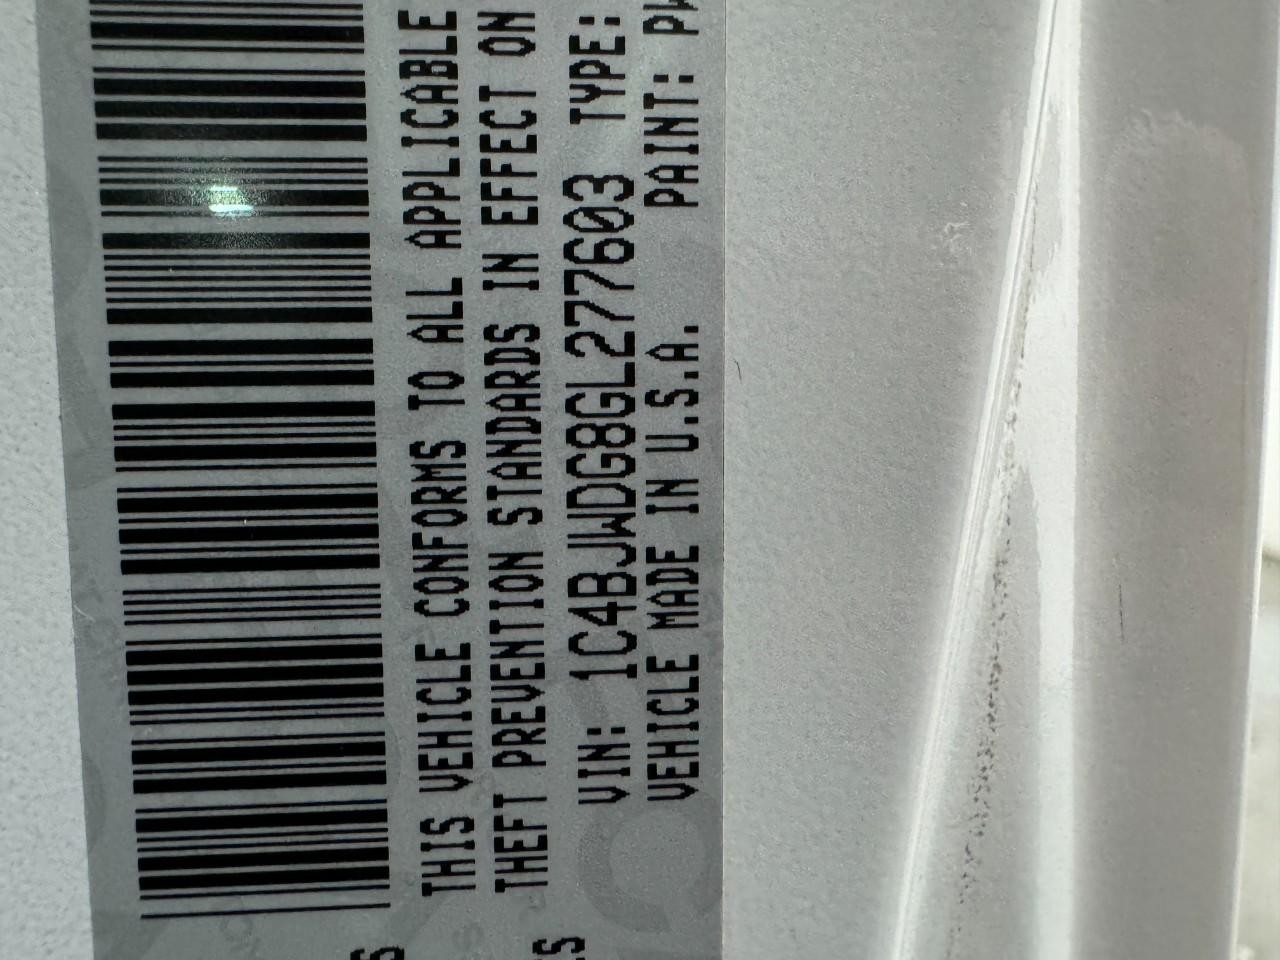 THIS VEHICLE CONFORMS TO ALL APPLICABLE
THEFT PREVENTION STANDARDS IN EFFECT ON
VIN: 1C4BJWDG8GL277603 TYPE:
VEHICLE MADE IN U.S.A. PAINT: PW